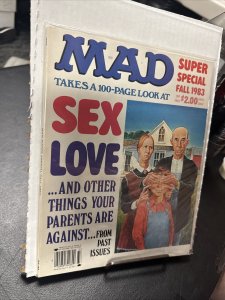 MAD
SUPER
SPECIAL
FALL 1983
$2.00
TAKES A 100-PAGE LOOK AT
SEX
LOVE
...AND OTHER
THINGS YOUR
PARENTS ARE
AGAINST...FROM
PAST
ISSUES